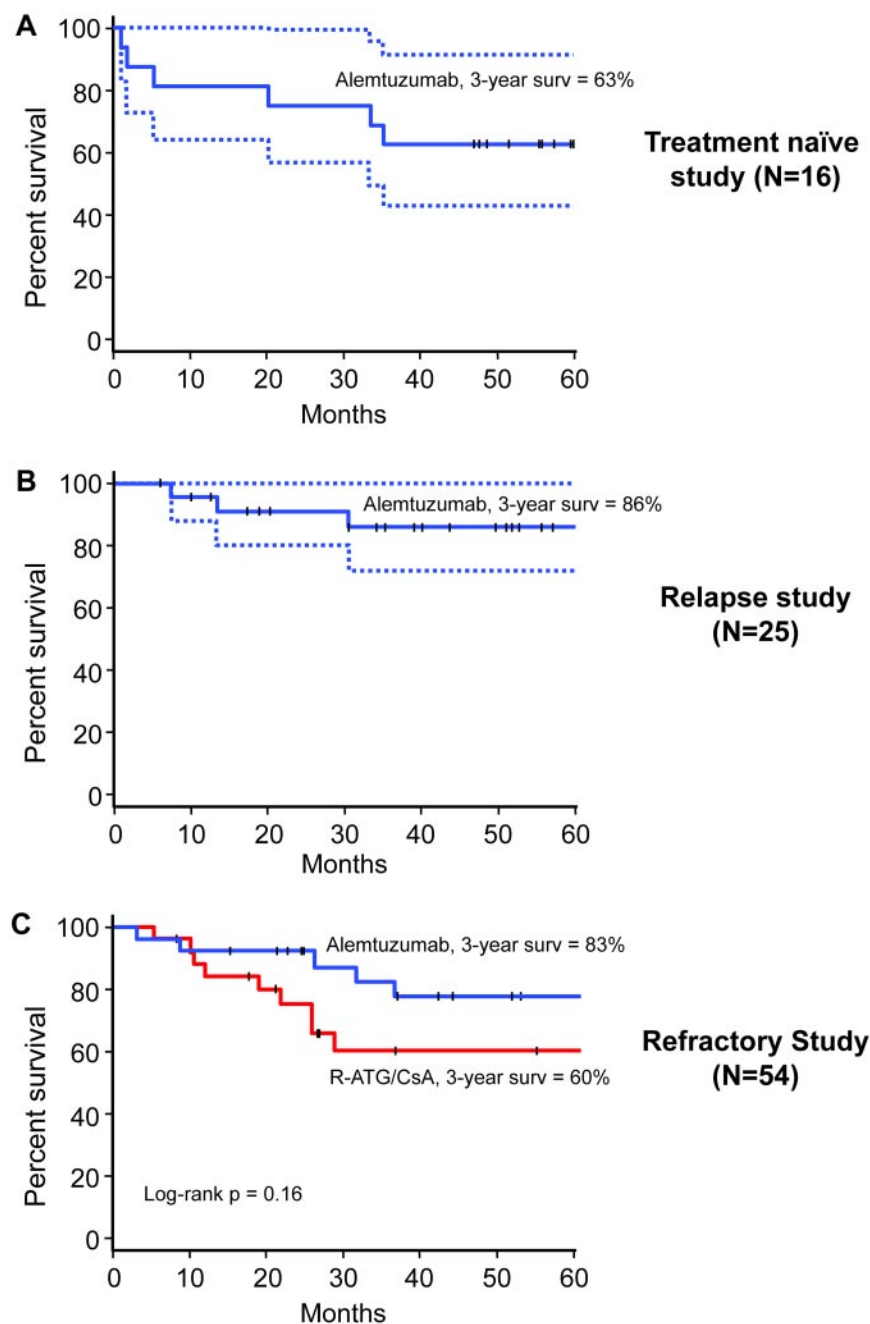 A
100
80
60
40
20
0
Percent survival
Alemtuzumab, 3-year surv = 63%
0 10 20 30 40 50 60
Months
Treatment naïve
study (N=16)
B
100
80
60
40
20
0
Percent survival
Alemtuzumab, 3-year surv = 86%
0 10 20 30 40 50 60
Months
Relapse study
(N=25)
C
100
80
60
40
20
0
Percent survival
Alemtuzumab, 3-year surv = 83%
R-ATG/CsA, 3-year surv = 60%
Log-rank p = 0.16
0 10 20 30 40 50 60
Months
Refractory Study
(N=54)